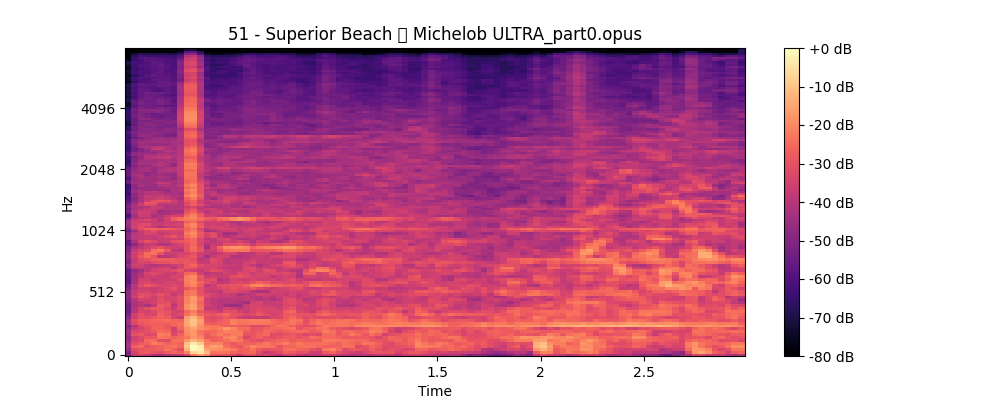 51 - Superior Beach ▯ Michelob ULTRA_part0.opus
+0 dB
-10 dB
-20 dB
-30 dB
-40 dB
-50 dB
-60 dB
-70 dB
-80 dB
4096
2048
1024
512
0
Hz
0 0.5 1 1.5 2 2.5
Time